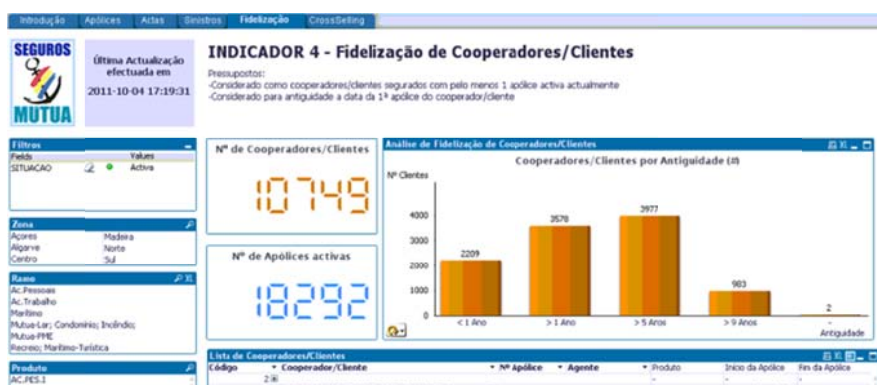 Introdução Apólices Actas Sinistros Fidelização CrossSelling
SEGUROS
MUTUA
Última Actualização
efectuada em
2011-10-04 17:19:31
INDICADOR 4 - Fidelização de Cooperadores/Clientes
Pressupostos:
-Considerado como cooperadores/clientes segurados com pelo menos 1 apólice activa actualmente
-Considerado para antiguidade a data da 1ª apólice do cooperador/cliente
Filtros
Fields Values
SITUACAO Activa
Zona
Açores Madeira
Algarve Norte
Centro Sul
Ramo
Ac.Pessoais
Ac.Trabalho
Marítimo
Mutua-Lar; Condomínio; Incêndio;
Mutua-PME
Recreio; Marítimo-Turística
Produto
AC.PES.I
Nº de Cooperadores/Clientes
10749
Nº de Apólices activas
18292
Análise de Fidelização de Cooperadores/Clientes
Cooperadores/Clientes por Antiguidade (#)
Nº Clientes
4000
3000
2000
1000
0
2209
3578
3977
983
2
< 1 Ano > 1 Ano > 5 Anos > 9 Anos -
Antiguidade
Lista de Cooperadores/Clientes
Código Cooperador/Cliente Nº Apólice Agente Produto Início da Apólice Fim da Apólice
2 - - -